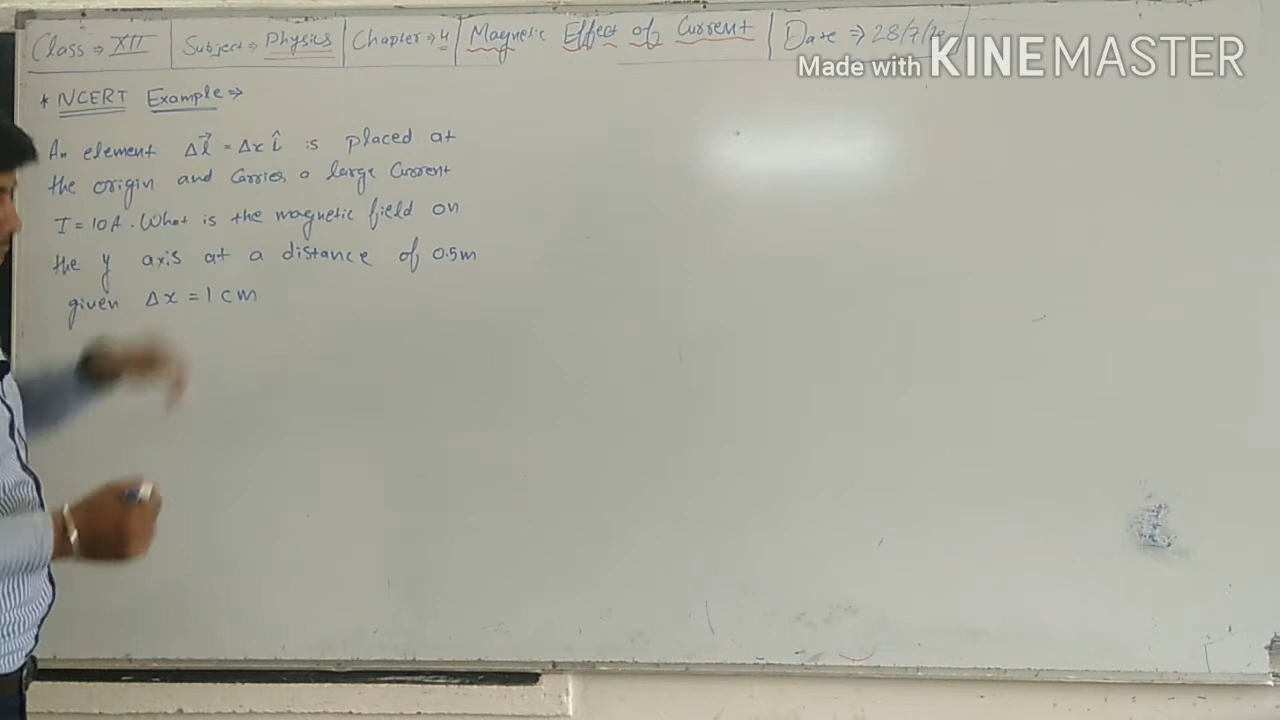 Class ⇒ XII Subject ⇒ Physics Chapter ⇒ 4 Magnetic Effect of Current Date ⇒ 28/7/
Made with KINEMASTER
* NCERT Example ⇒
An element Δl⃗ = Δx î is placed at
the origin and carries a large current
I = 10A. What is the magnetic field on
the y axis at a distance of 0.5m
given Δx = 1cm